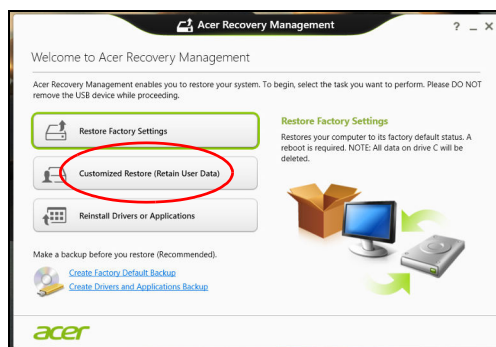 Acer Recovery Management
? _ X
Welcome to Acer Recovery Management
Acer Recovery Management enables you to restore your system. To begin, select the task you want to perform. Please DO NOT
remove the USB device while proceeding.
Restore Factory Settings
Customized Restore (Retain User Data)
Reinstall Drivers or Applications
Restore Factory Settings
Restores your computer to its factory default status. A
reboot is required. NOTE: All data on drive C will be
deleted.
Make a backup before you restore (Recommended).
Create Factory Default Backup
Create Drivers and Applications Backup
acer